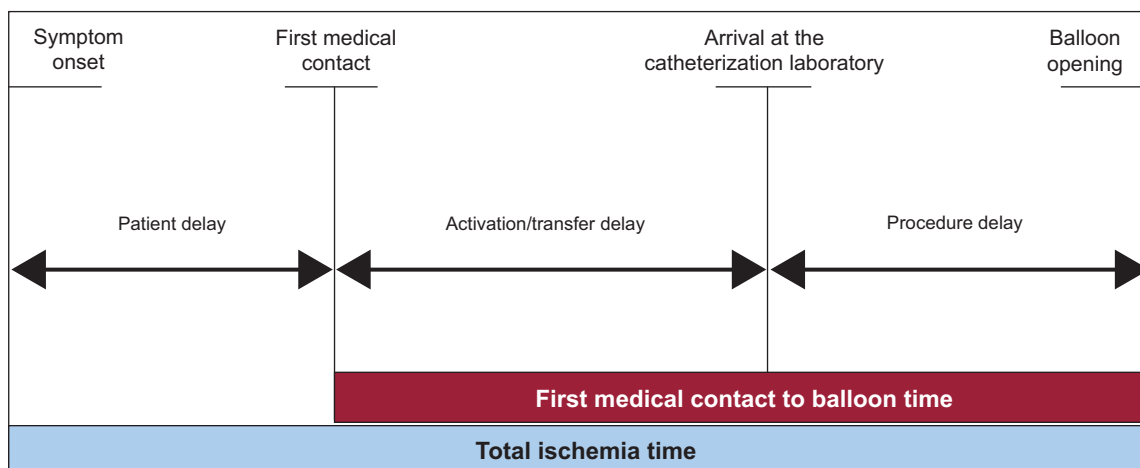 Symptom
onset
First medical
contact
Arrival at the
catheterization laboratory
Balloon
opening
Patient delay
Activation/transfer delay
Procedure delay
First medical contact to balloon time
Total ischemia time